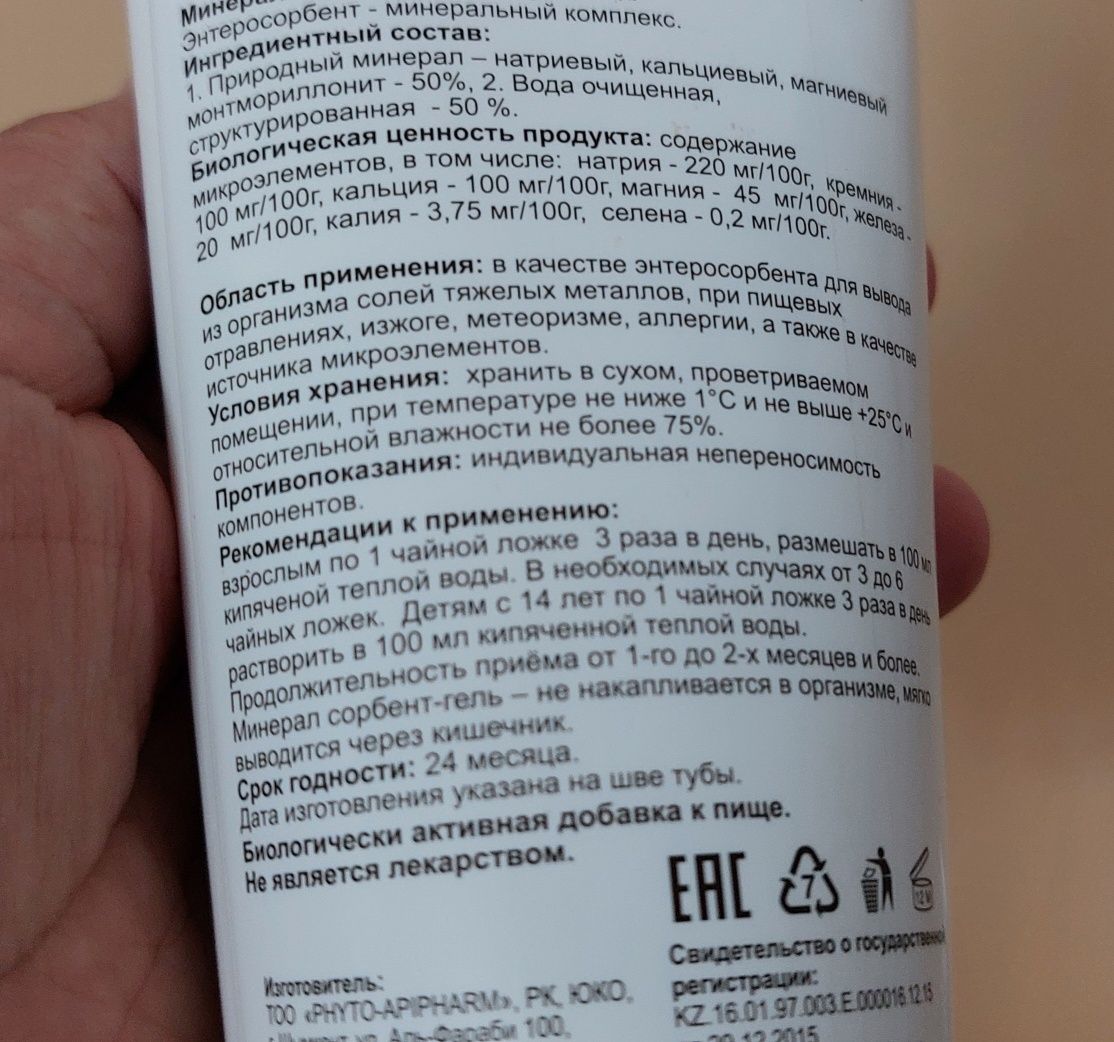 Энтеросорбент - минеральный комплекс.
Ингредиентный состав:
1. Природный минерал – натриевый, кальциевый, магниевый
монтмориллонит - 50%, 2. Вода очищенная,
структурированная - 50 %.
Биологическая ценность продукта: содержание
микроэлементов, в том числе: натрия - 220 мг/100г, кремния -
100 мг/100г, кальция - 100 мг/100г, магния - 45 мг/100г, железа -
20 мг/100г, калия - 3,75 мг/100г, селена - 0,2 мг/100г.
Область применения: в качестве энтеросорбента для вывода
из организма солей тяжелых металлов, при пищевых
отравлениях, изжоге, метеоризме, аллергии, а также в качестве
источника микроэлементов.
Условия хранения: хранить в сухом, проветриваемом
помещении, при температуре не ниже 1°С и не выше +25°С и
относительной влажности не более 75%.
Противопоказания: индивидуальная непереносимость
компонентов.
Рекомендации к применению:
взрослым по 1 чайной ложке 3 раза в день, размешать в 100 мл
кипяченой теплой воды. В необходимых случаях от 3 до 6
чайных ложек. Детям с 14 лет по 1 чайной ложке 3 раза в день
растворить в 100 мл кипяченной теплой воды.
Продолжительность приёма от 1-го до 2-х месяцев и более.
Минерал сорбент-гель – не накапливается в организме, мягко
выводится через кишечник.
Срок годности: 24 месяца.
Дата изготовления указана на шве тубы.
Биологически активная добавка к пище.
Не является лекарством.
ЕАС
7
12 M
Изготовитель:
ТОО «PHYTO-APIPHARM», РК, ЮКО,
ул. Аль-Фараби 100,
Свидетельство о государственной
регистрации:
KZ.16.01.97.003.E.000016.12.15
2015